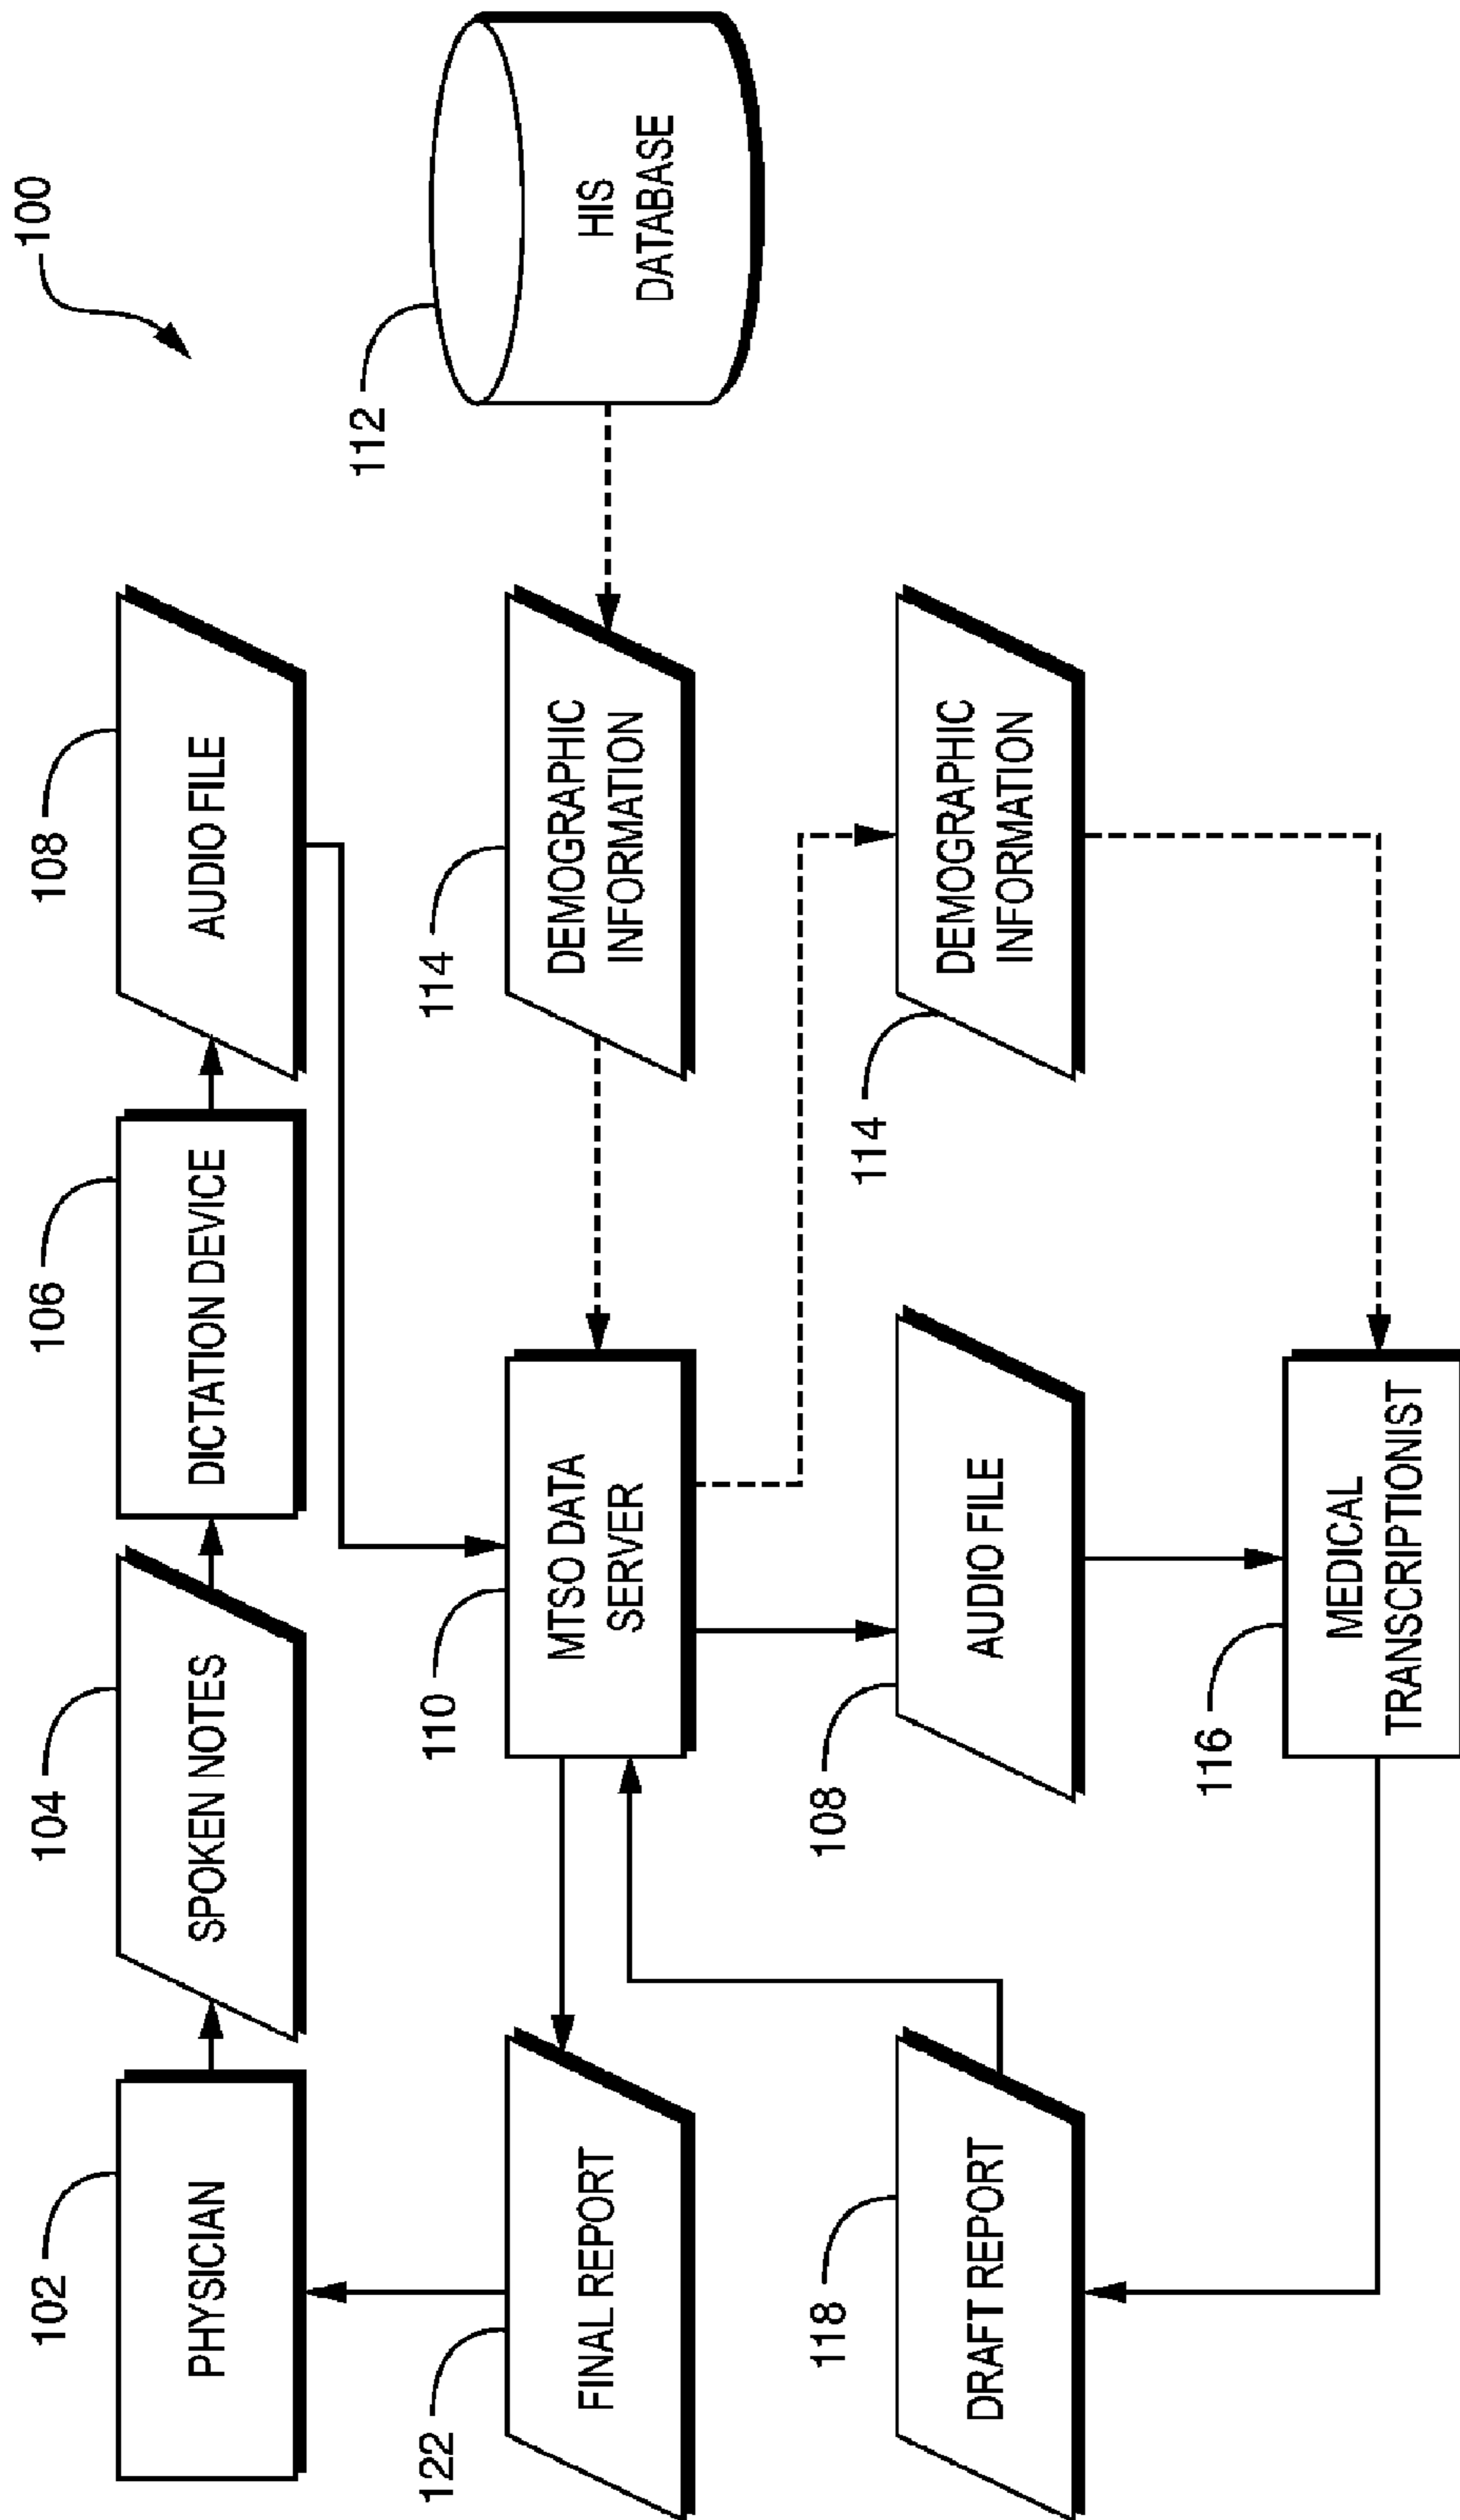 100
102
PHYSICIAN
104
SPOKEN NOTES
106
DICTATION DEVICE
108
AUDIO FILE
112
HIS
DATABASE
122
FINAL REPORT
110
MTSO DATA
SERVER
114
DEMOGRAPHIC
INFORMATION
118
DRAFT REPORT
108
AUDIO FILE
114
DEMOGRAPHIC
INFORMATION
116
MEDICAL
TRANSCRIPTIONIST